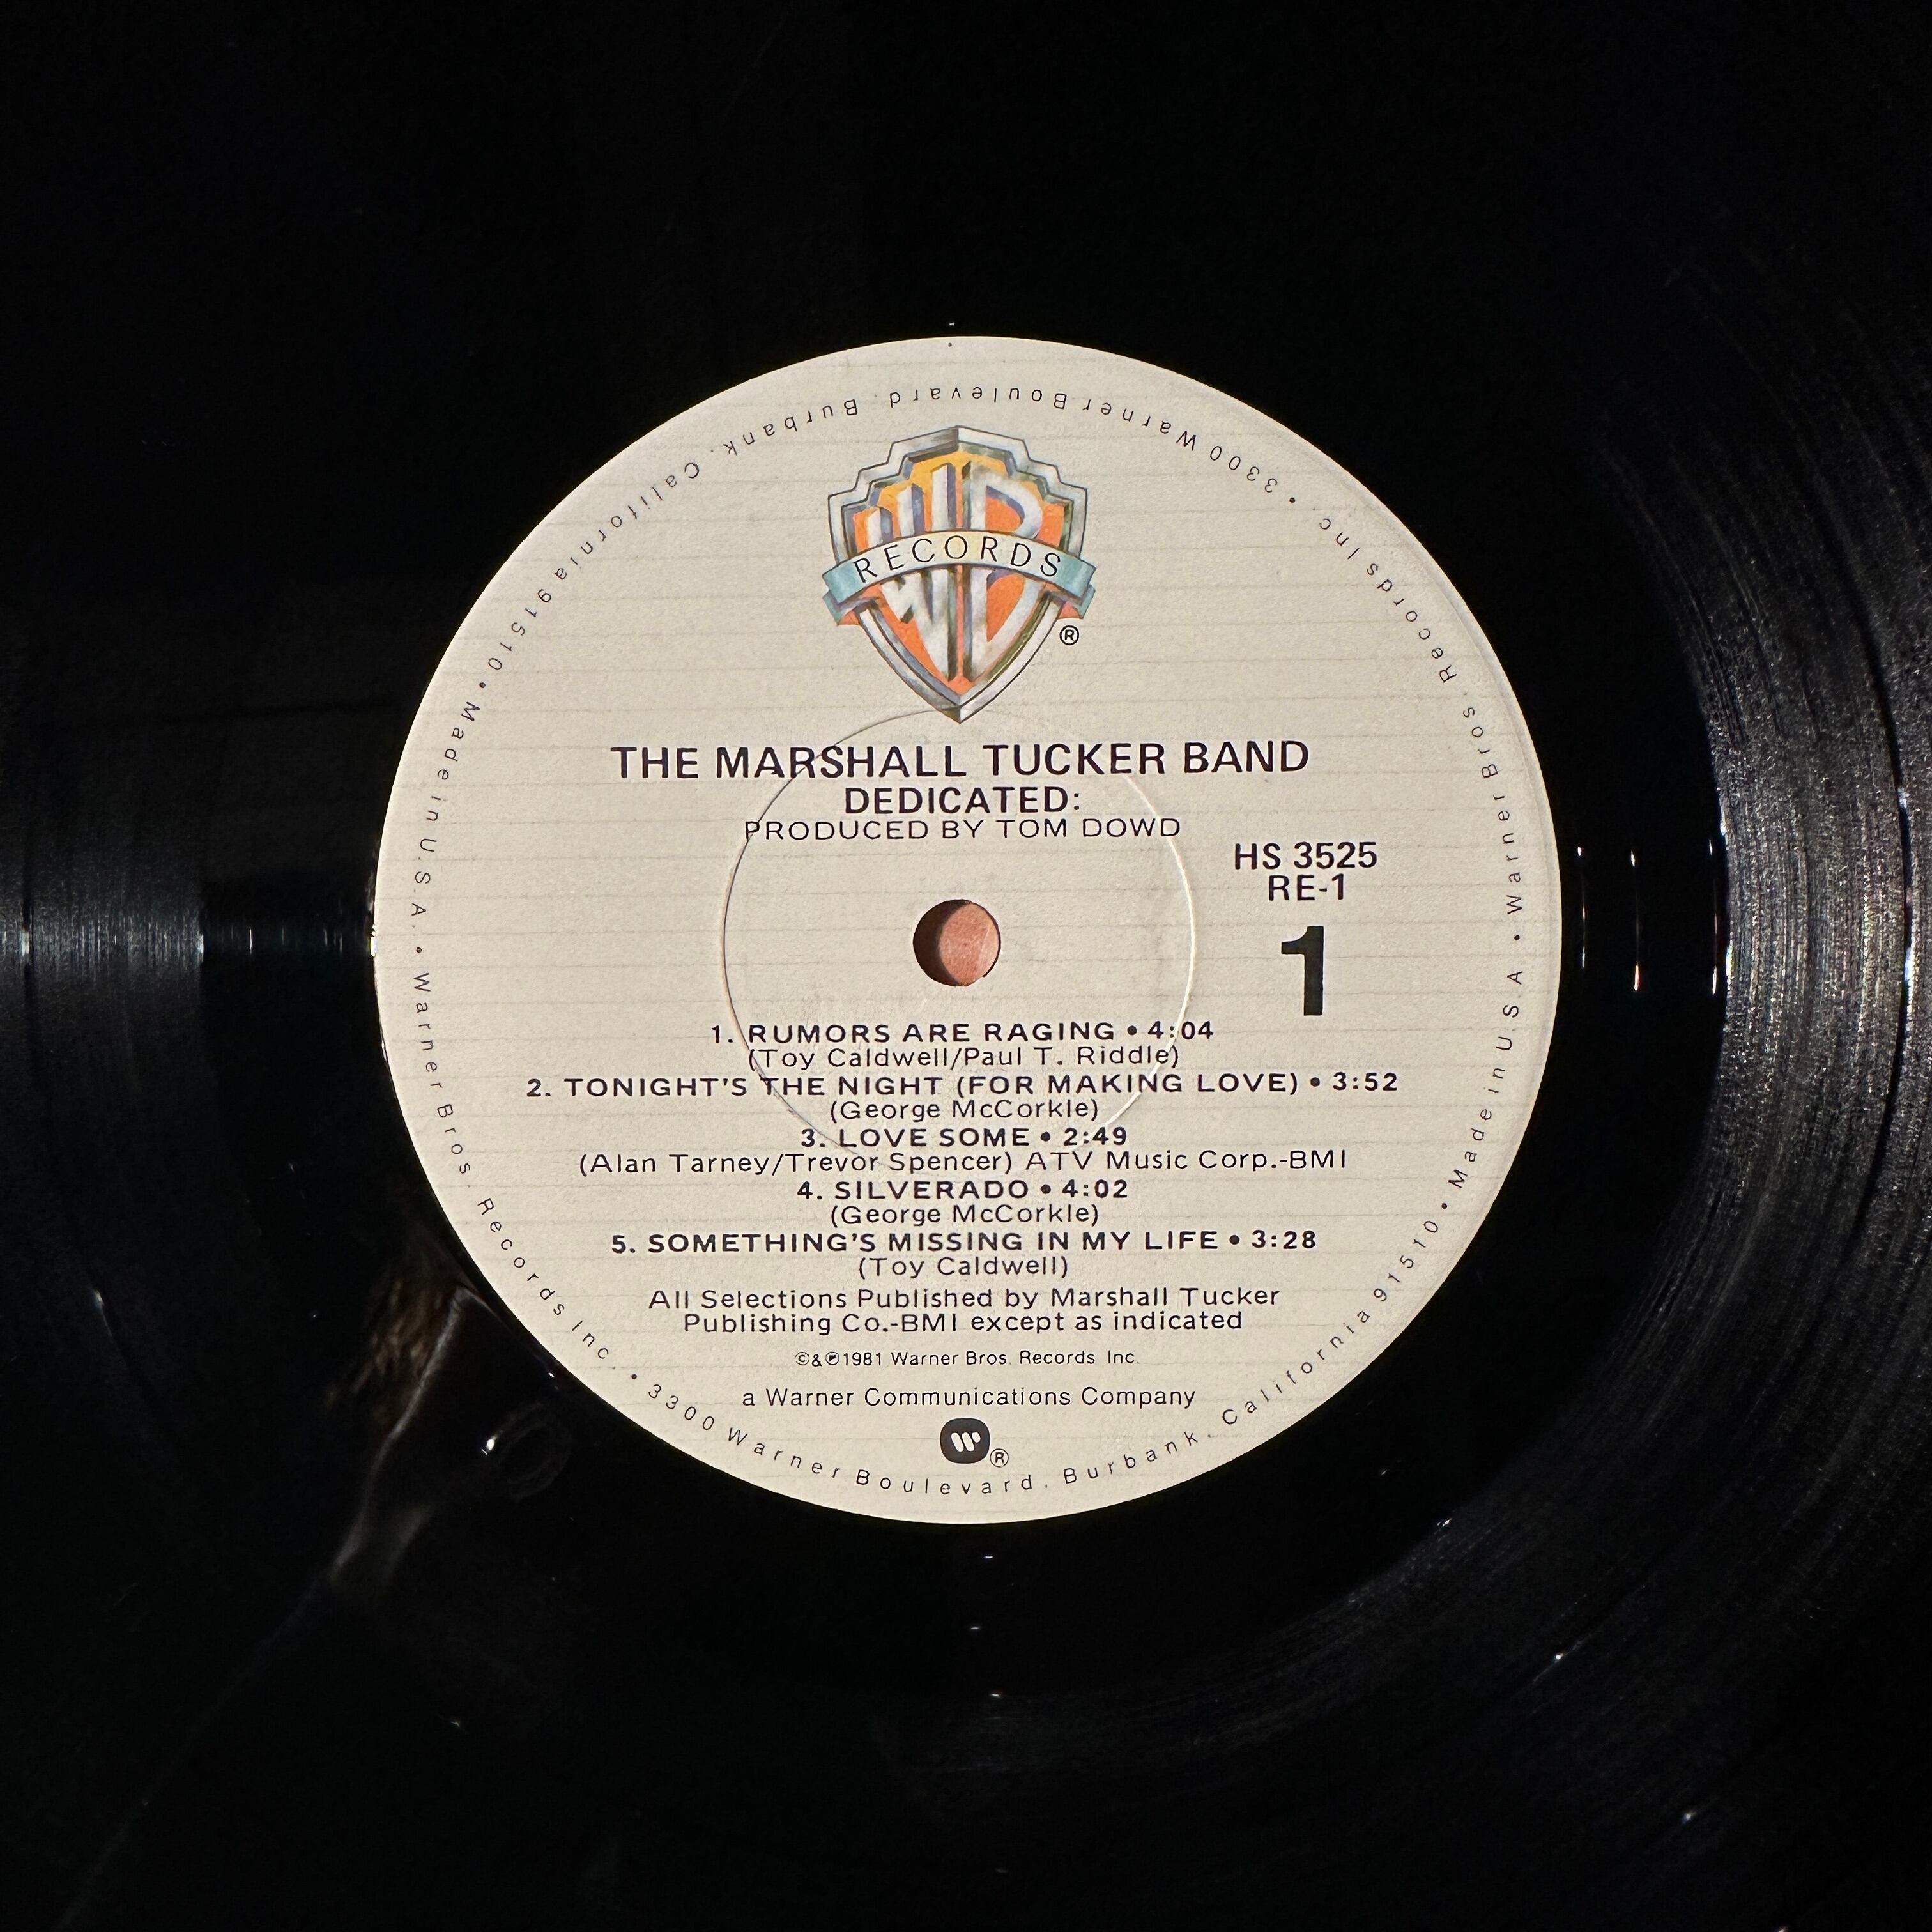 WB
RECORDS
®
THE MARSHALL TUCKER BAND
DEDICATED:
PRODUCED BY TOM DOWD
HS 3525
RE-1
1
1. RUMORS ARE RAGING • 4:04
(Toy Caldwell/Paul T. Riddle)
2. TONIGHT'S THE NIGHT (FOR MAKING LOVE) • 3:52
(George McCorkle)
3. LOVE SOME • 2:49
(Alan Tarney/Trevor Spencer) ATV Music Corp.-BMI
4. SILVERADO • 4:02
(George McCorkle)
5. SOMETHING'S MISSING IN MY LIFE • 3:28
(Toy Caldwell)
All Selections Published by Marshall Tucker
Publishing Co.-BMI except as indicated
©&℗1981 Warner Bros. Records Inc.
a Warner Communications Company
W®
Warner Bros. Records Inc. • 3300 Warner Boulevard, Burbank, California 91510 • Made in U.S.A. • Warner Bros. Records Inc. • 3300 Warner Boulevard, Burbank, California 91510 • Made in U.S.A. •